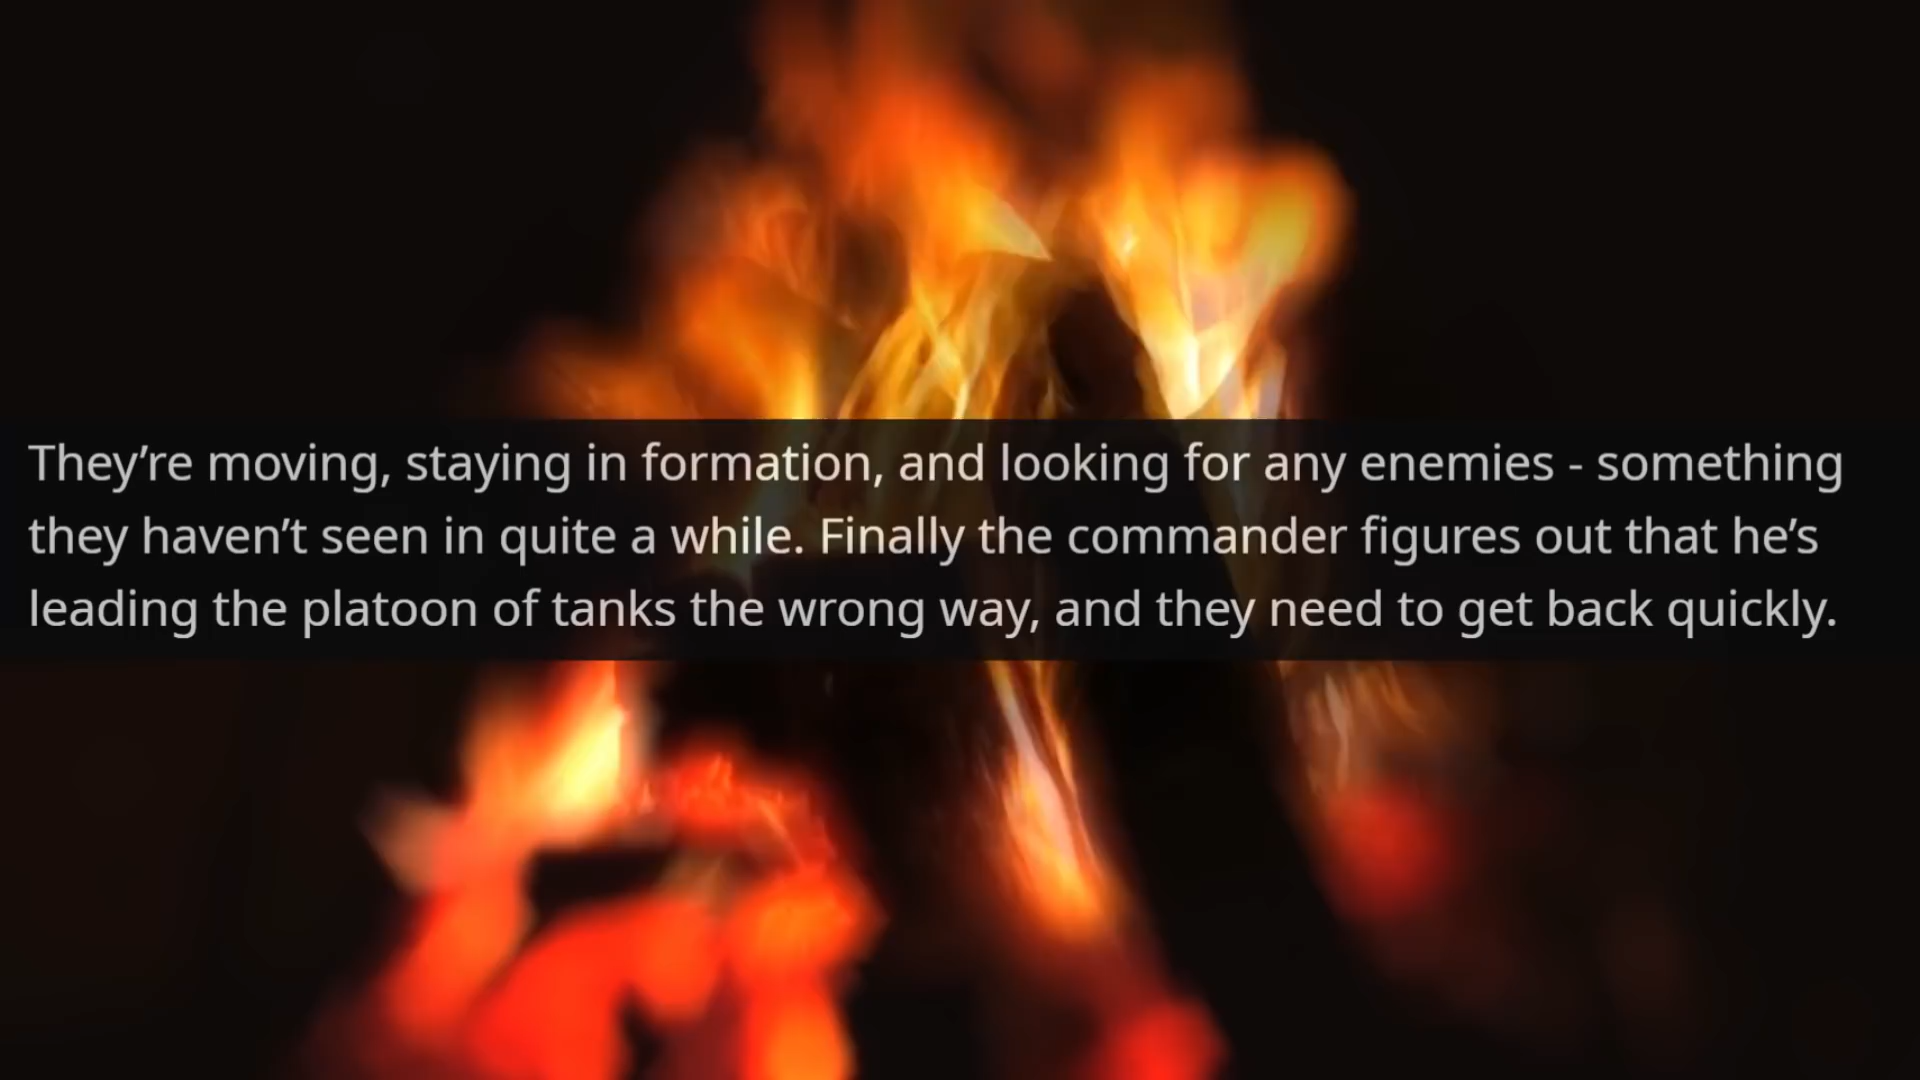 They’re moving, staying in formation, and looking for any enemies - something
they haven’t seen in quite a while. Finally the commander figures out that he’s
leading the platoon of tanks the wrong way, and they need to get back quickly.